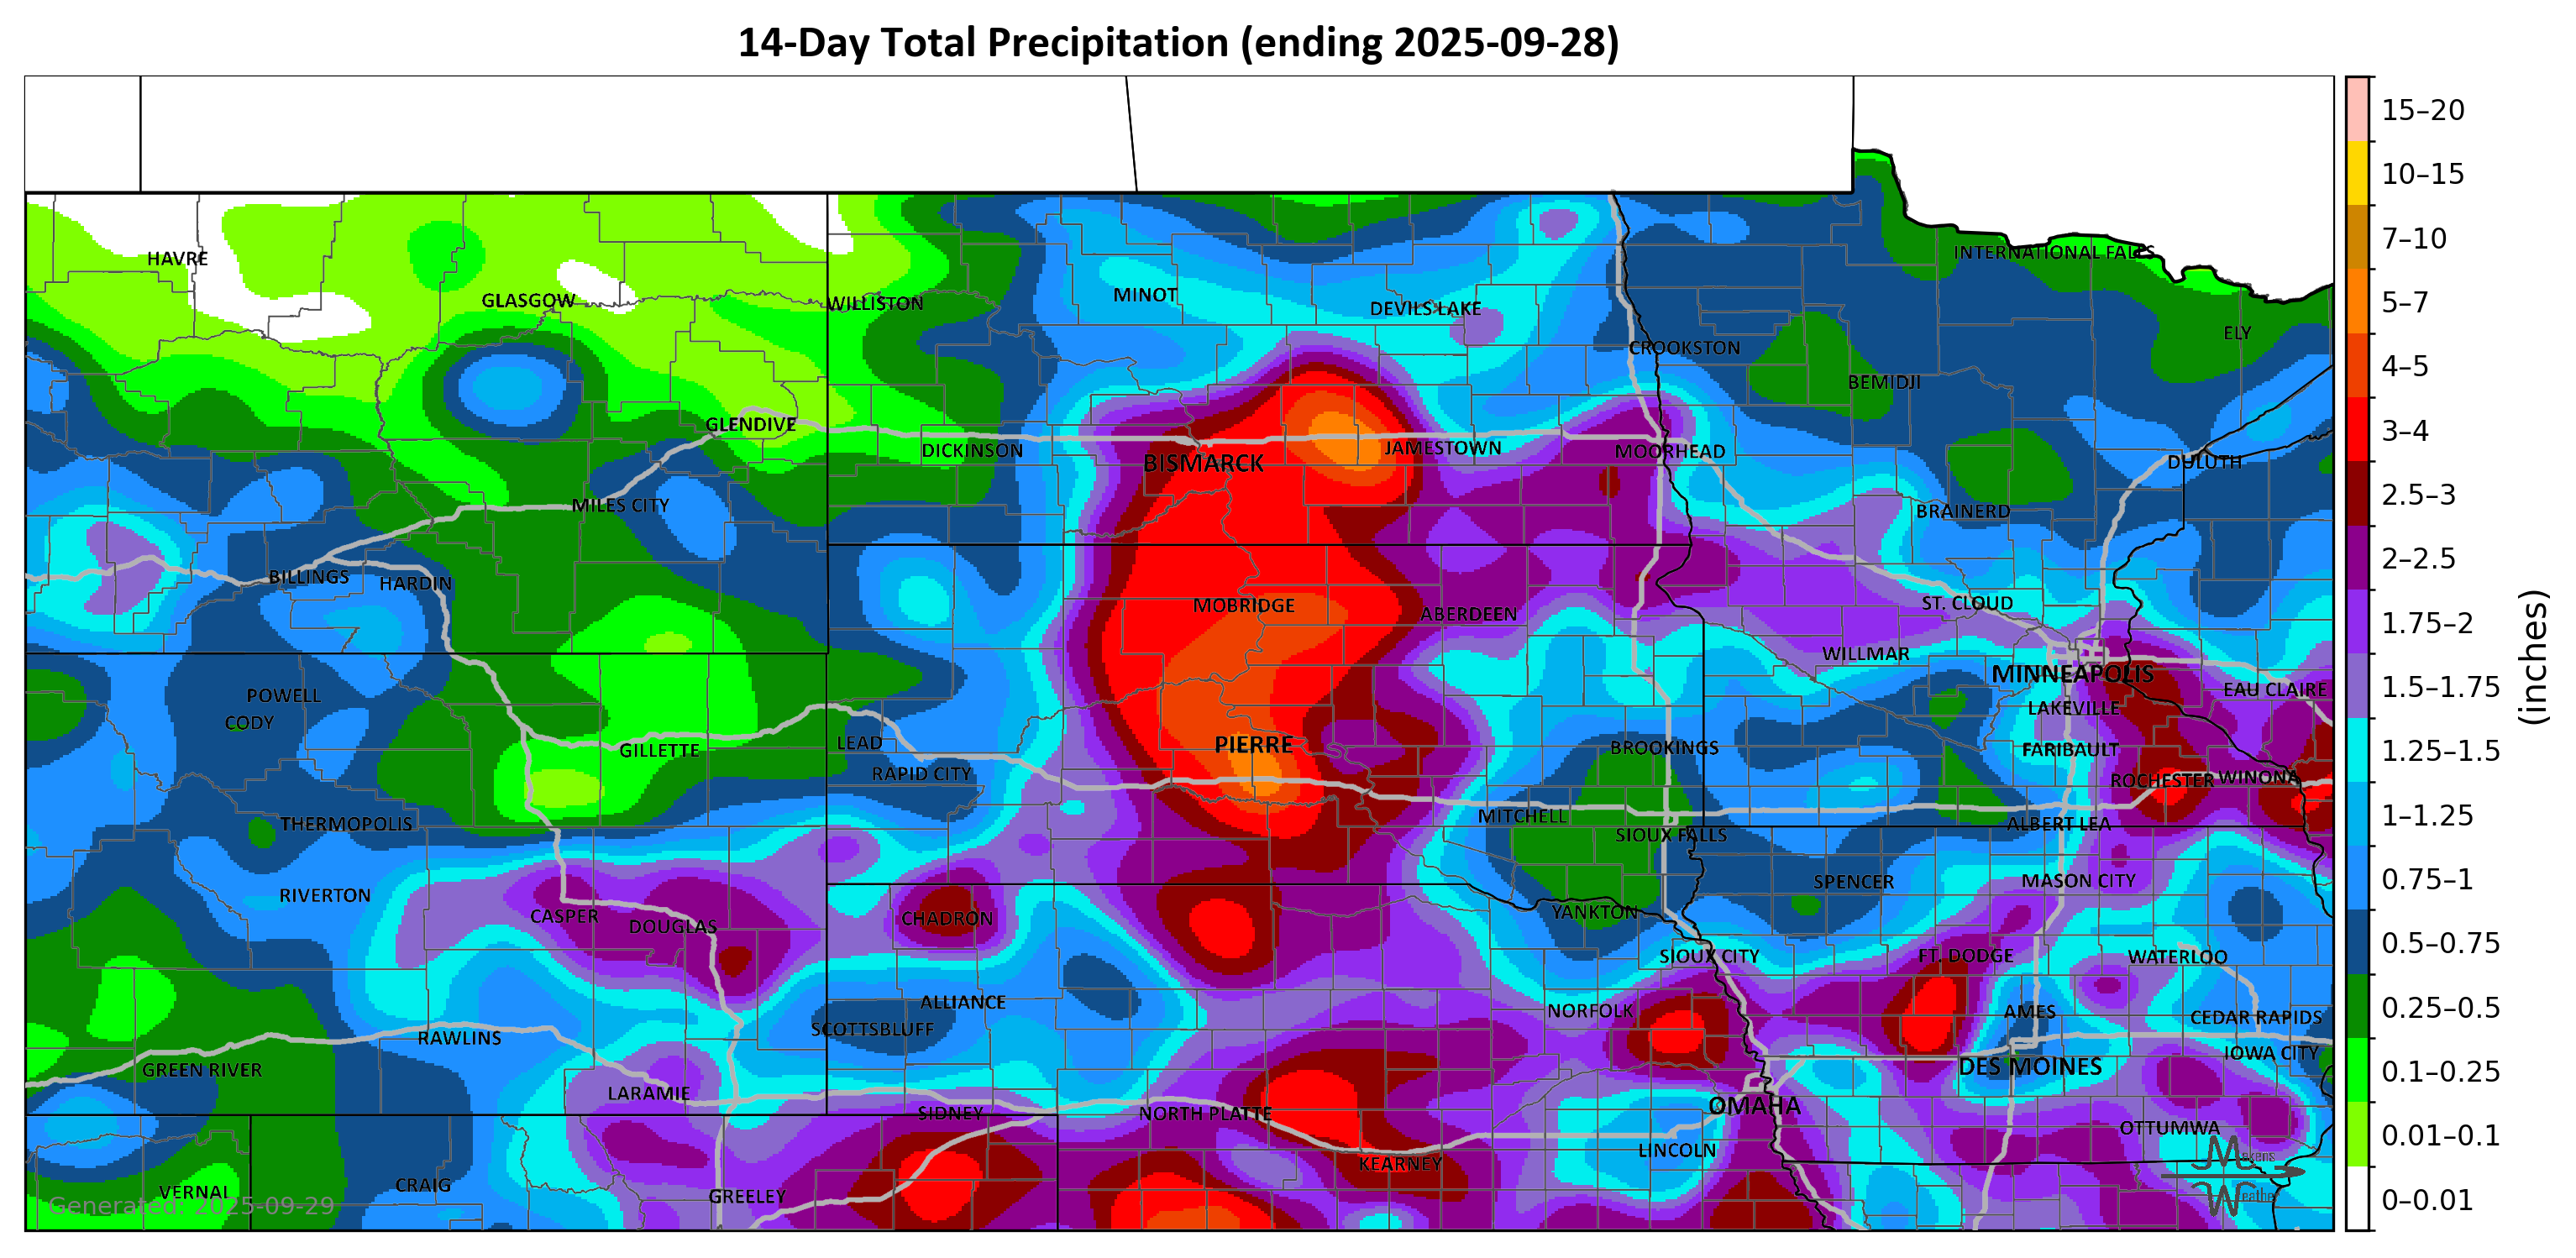 14-Day Total Precipitation (ending 2025-09-28)
15–20
10–15
7–10
5–7
4–5
3–4
2.5–3
2–2.5
1.75–2
1.5–1.75
1.25–1.5
1–1.25
0.75–1
0.5–0.75
0.25–0.5
0.1–0.25
0.01–0.1
0–0.01
(inches)
INTERNATIONAL FALLS
HAVRE
GLASGOW
WILLISTON
MINOT
DEVILS LAKE
ELY
CROOKSTON
BEMIDJI
GLENDIVE
DICKINSON
BISMARCK
JAMESTOWN
MOORHEAD
DULUTH
MILES CITY
BRAINERD
BILLINGS
HARDIN
MOBRIDGE
ABERDEEN
ST. CLOUD
WILLMAR
MINNEAPOLIS
EAU CLAIRE
POWELL
CODY
LAKEVILLE
GILLETTE
LEAD
PIERRE
BROOKINGS
FARIBAULT
RAPID CITY
ROCHESTER
WINONA
THERMOPOLIS
MITCHELL
SIOUX FALLS
ALBERT LEA
RIVERTON
SPENCER
MASON CITY
CASPER
DOUGLAS
CHADRON
YANKTON
SIOUX CITY
FT. DODGE
WATERLOO
ALLIANCE
NORFOLK
AMES
SCOTTSBLUFF
CEDAR RAPIDS
RAWLINS
IOWA CITY
GREEN RIVER
DES MOINES
LARAMIE
SIDNEY
NORTH PLATTE
OMAHA
OTTUMWA
LINCOLN
KEARNEY
VERNAL
CRAIG
GREELEY
Generated: 2025-09-29
Makens
Weather